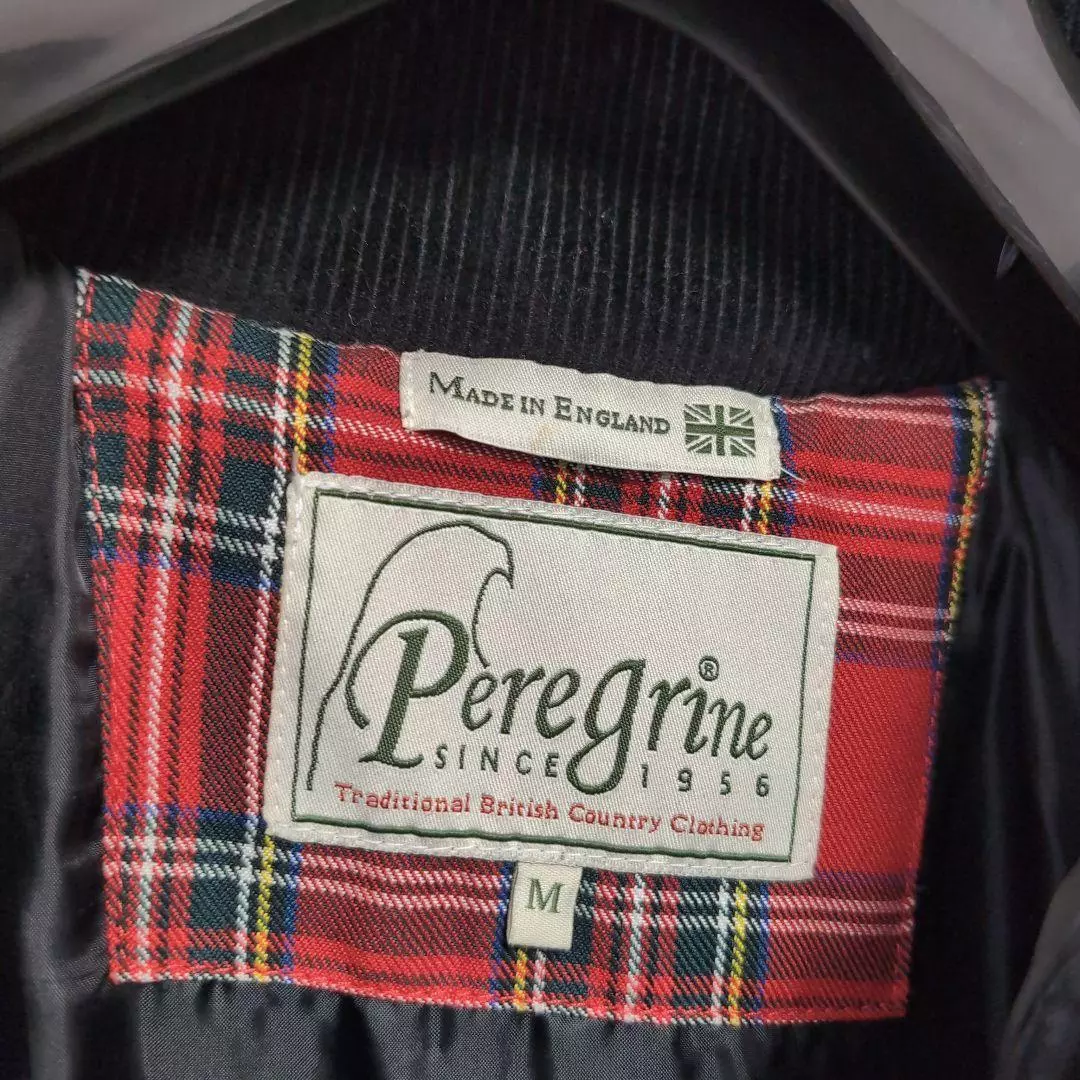 MADE IN ENGLAND
Peregrine®
SINCE 1956
Traditional British Country Clothing
M